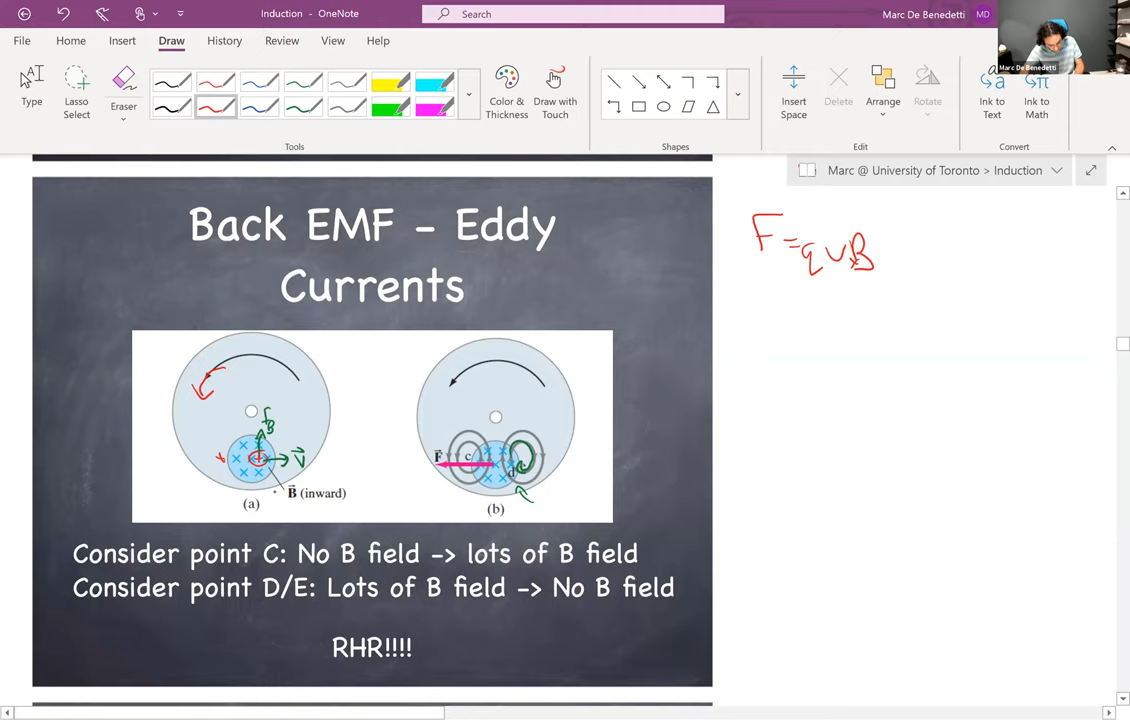 Induction - OneNote
Search
Marc De Benedetti
MD
File
Home
Insert
Draw
History
Review
View
Help
Marc De Benedetti
Type
Lasso Select
Eraser
Color & Thickness
Draw with Touch
Insert Space
Delete
Arrange
Rotate
Ink to Text
Ink to Math
Tools
Shapes
Edit
Convert
Marc @ University of Toronto > Induction
Back EMF - Eddy
Currents
F = qvB
F B
V
B (inward)
(a)
F
c
d
(b)
Consider point C: No B field -> lots of B field
Consider point D/E: Lots of B field -> No B field
RHR!!!!